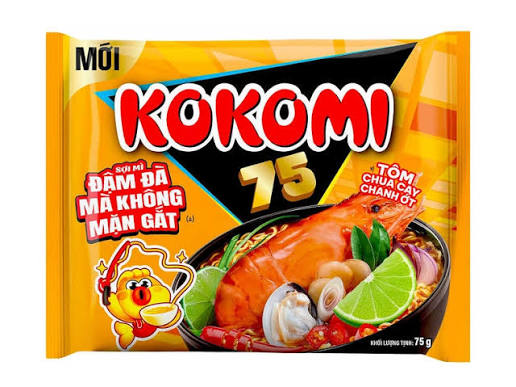 MỚI
KOKOMI
75
SỢI MÌ
ĐẬM ĐÀ
MÀ KHÔNG
MẶN GẮT
(a)
TÔM
CHUA CAY
CHANH ỚT
KHỐI LƯỢNG TỊNH: 75 g